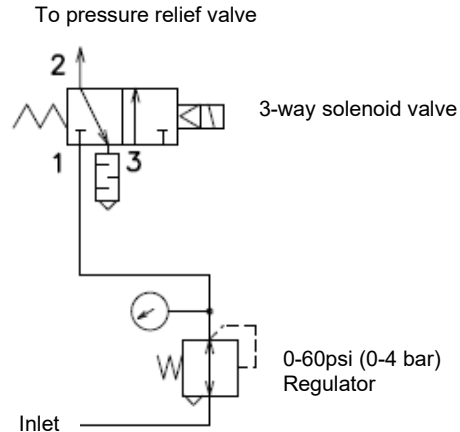 To pressure relief valve
2
3-way solenoid valve
1
3
0-60psi (0-4 bar)
Regulator
Inlet